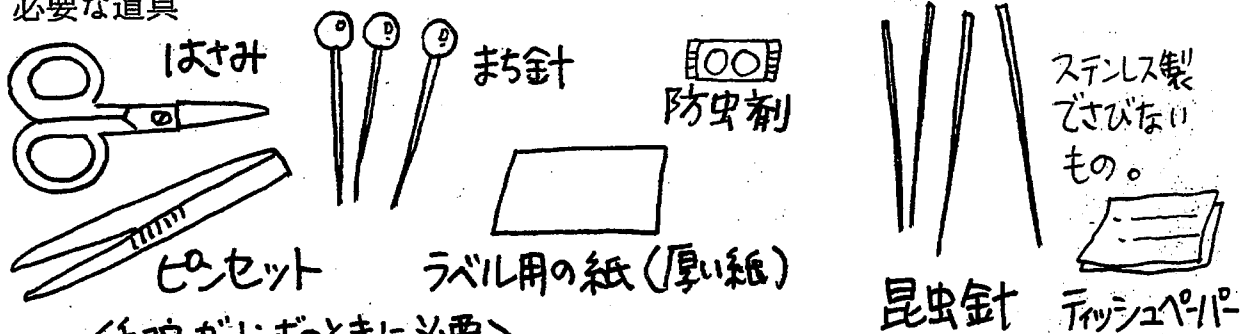 必要な道具
はさみ
まち針
防虫剤
ステンレス製
でさびない
もの。
ピンセット
ラベル用の紙(厚い紙)
昆虫針
ティッシュペーパー